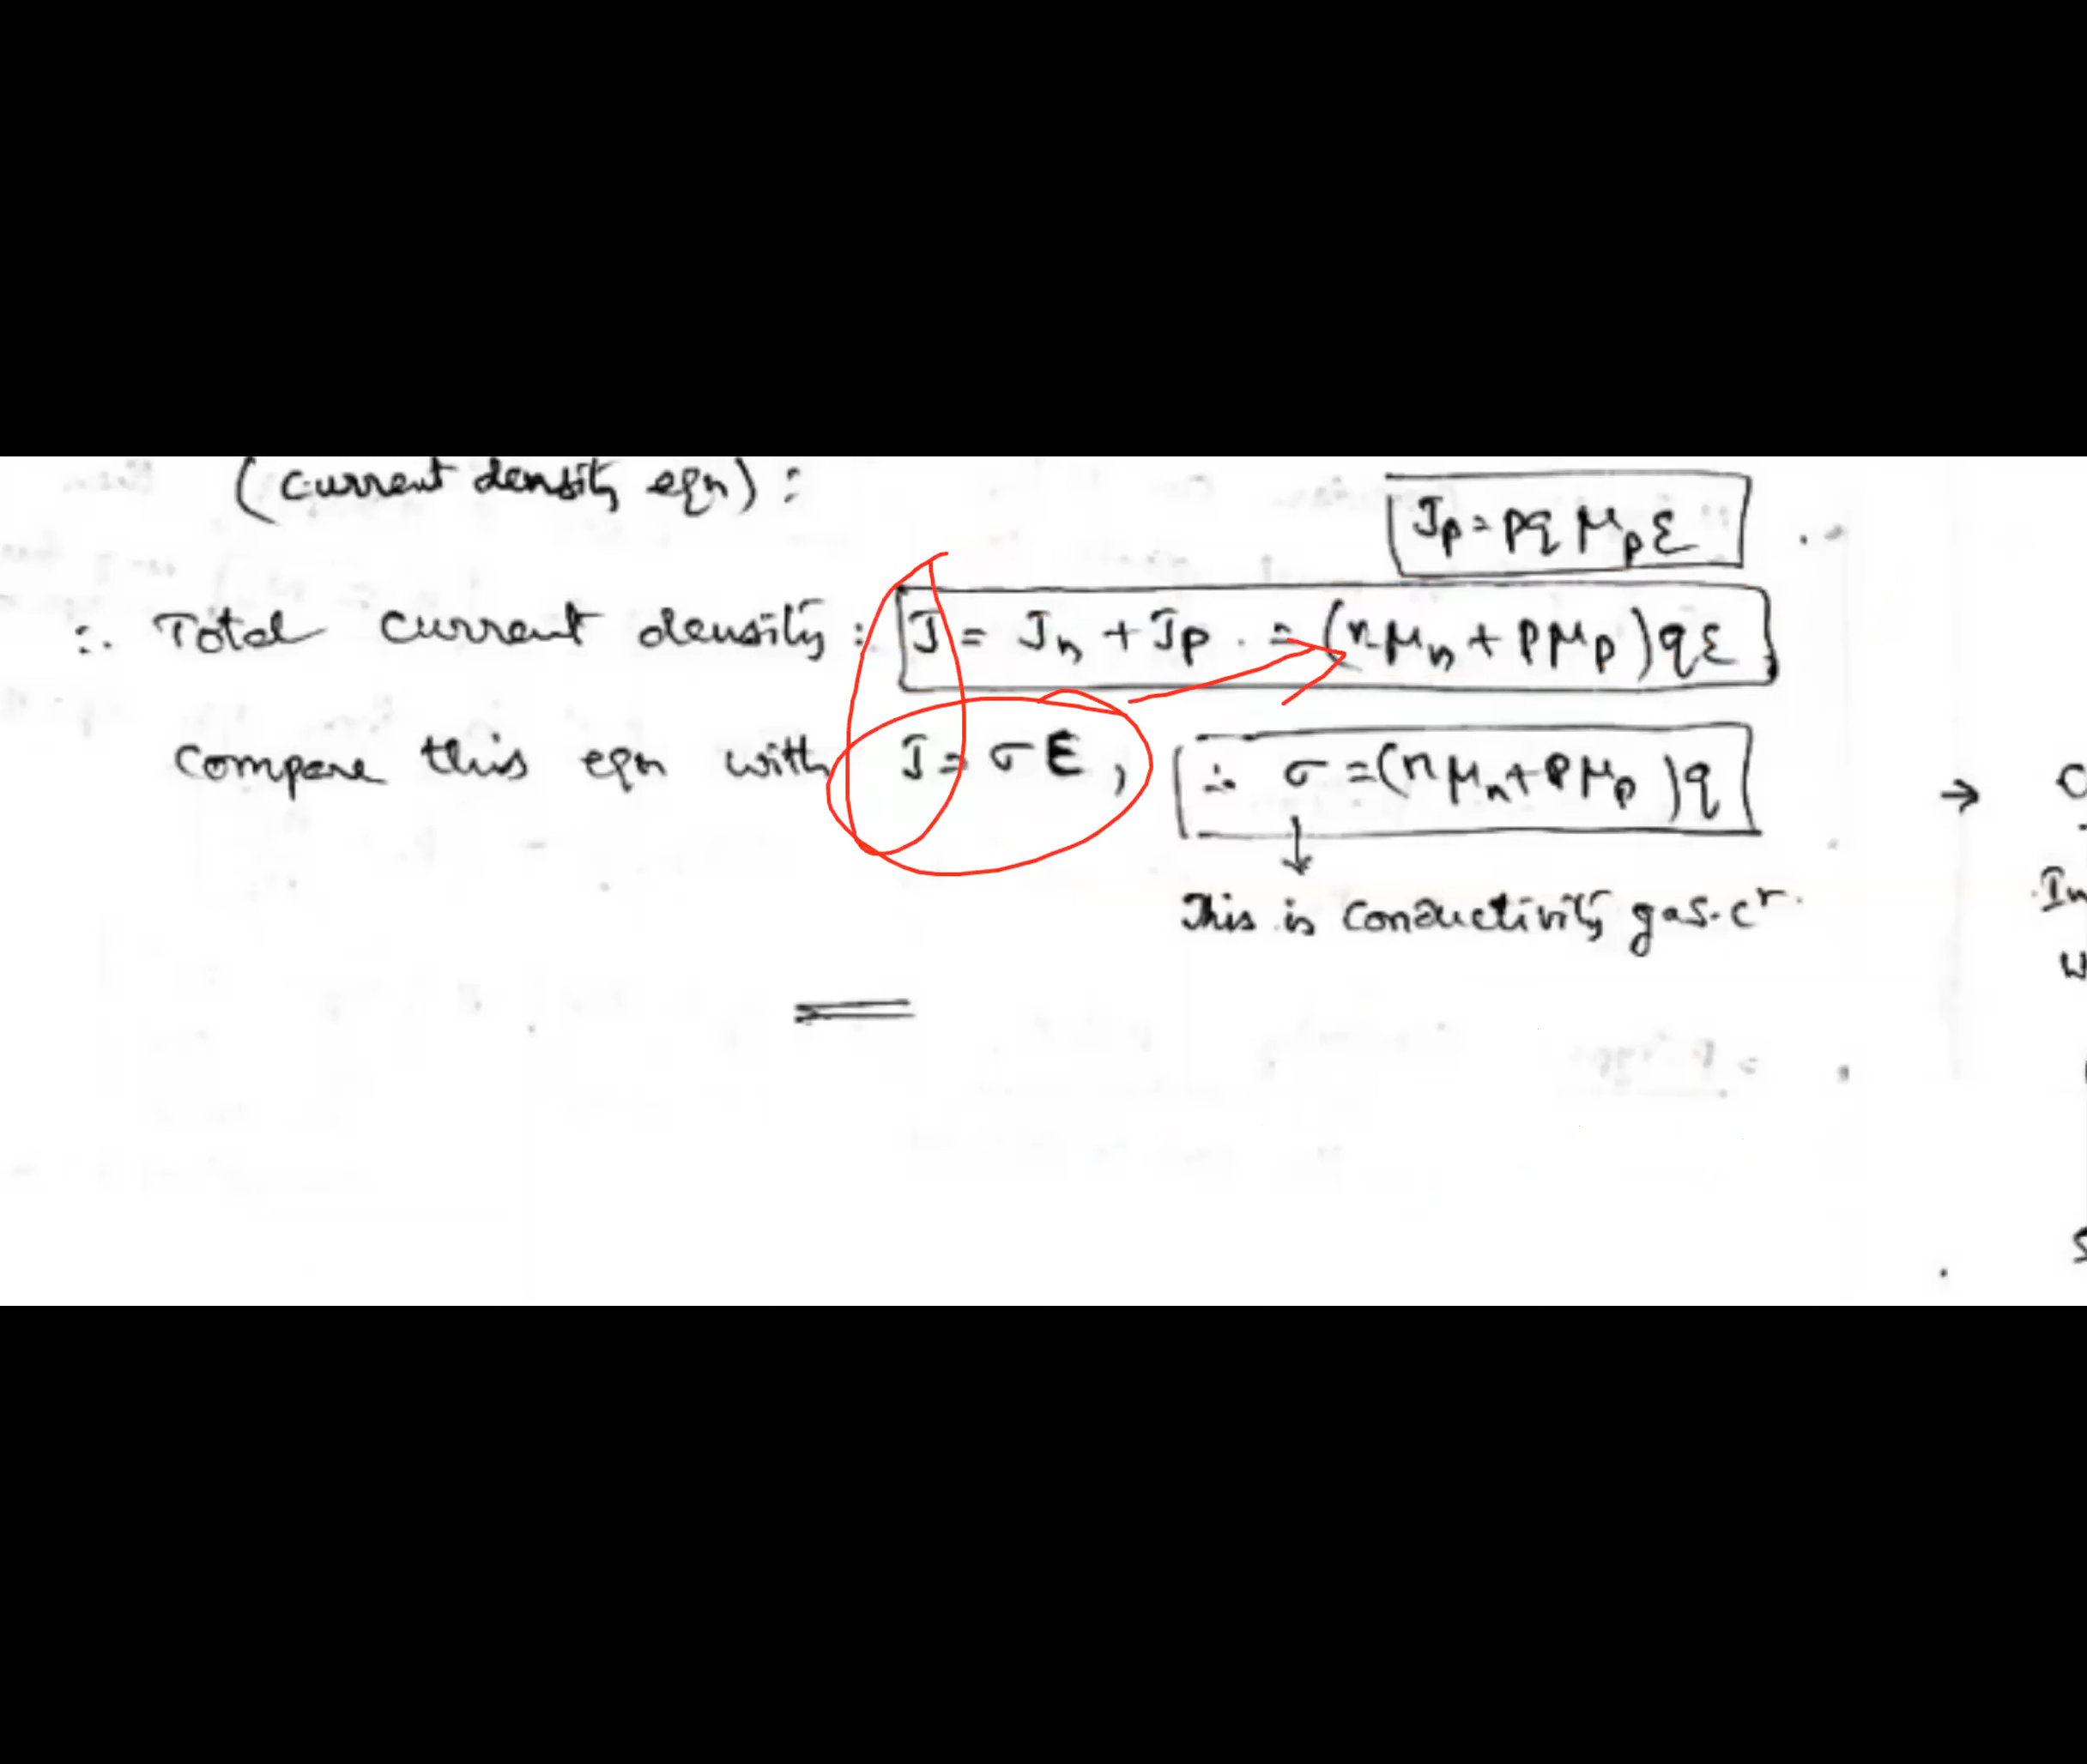 (current density eqn) :
Jp = pq μp ε
∴ Total current density : J = Jn + Jp . = (nμn + pμp)qε
Compare this eqn with J = σE , ∴ σ = (nμn + pμp)q
→
↓
This is conductivity
In